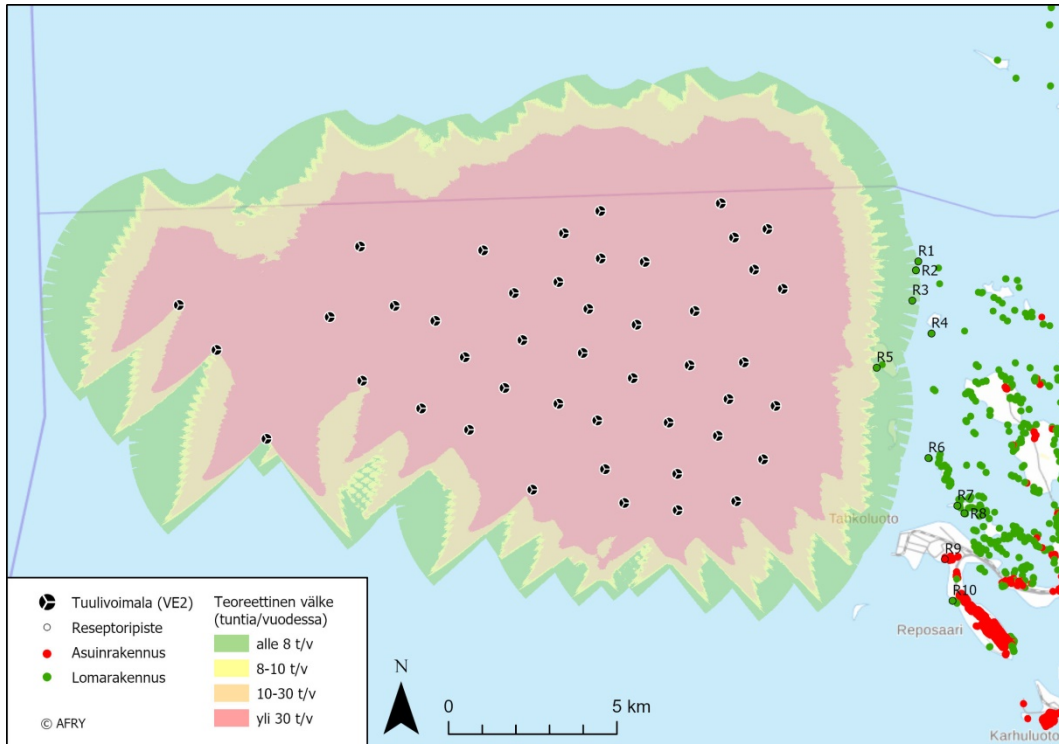 R1
R2
R3
R4
R5
R6
R7
R8
Tahkoluoto
R9
R10
Reposaari
Karhuluoto
Tuulivoimala (VE2)
Reseptoripiste
Asuinrakennus
Lomarakennus
© AFRY
Teoreettinen välke
(tuntia/vuodessa)
alle 8 t/v
8-10 t/v
10-30 t/v
yli 30 t/v
N
0 5 km